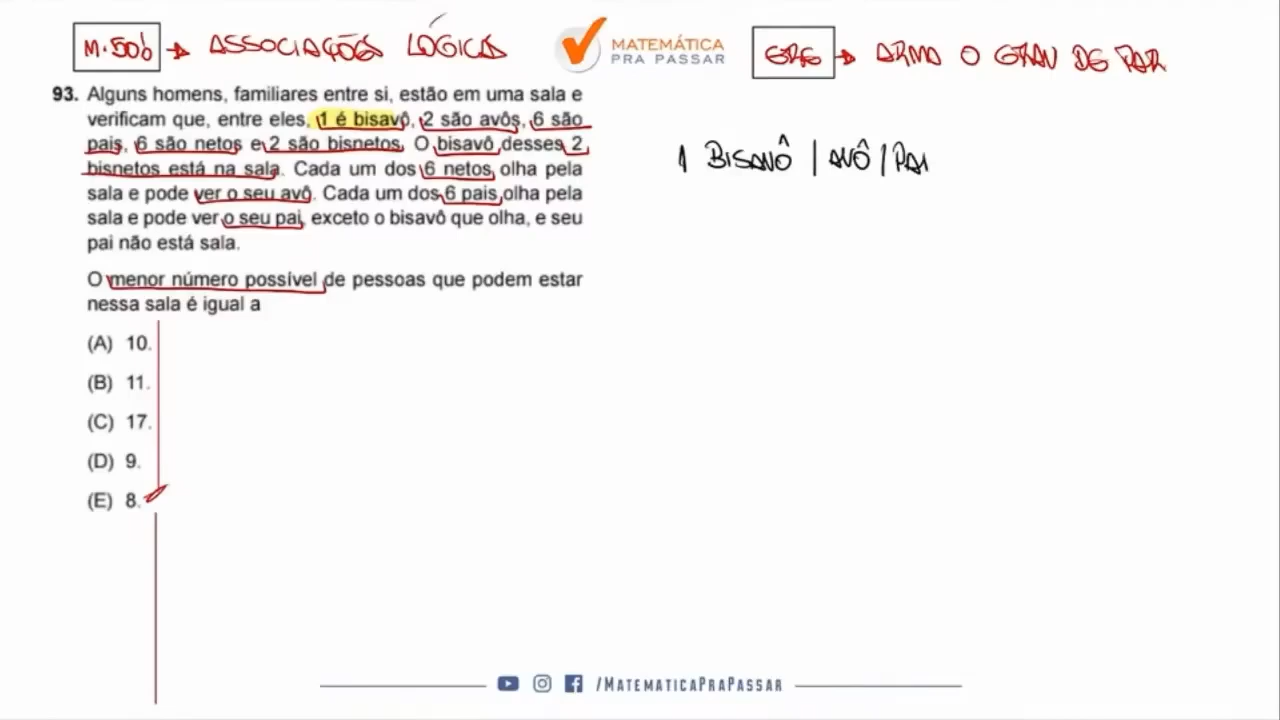 M.50% → ASSOCIAÇÕES LÓGICAS
MATEMÁTICA
PRA PASSAR
→ ARMA O GRAU DE PAR
93. Alguns homens, familiares entre si, estão em uma sala e
verificam que, entre eles, 1 é bisavô, 2 são avôs, 6 são
pais, 6 são netos e 2 são bisnetos. O bisavô desses 2
bisnetos está na sala. Cada um dos 6 netos, olha pela
sala e pode ver o seu avô. Cada um dos 6 pais, olha pela
sala e pode ver o seu pai, exceto o bisavô que olha, e seu
pai não está sala.
1 BISAVÔ / AVÔ / PAI
O menor número possível de pessoas que podem estar
nessa sala é igual a
(A) 10.
(B) 11.
(C) 17.
(D) 9.
(E) 8.
/MATEMATICAPRAPASSAR